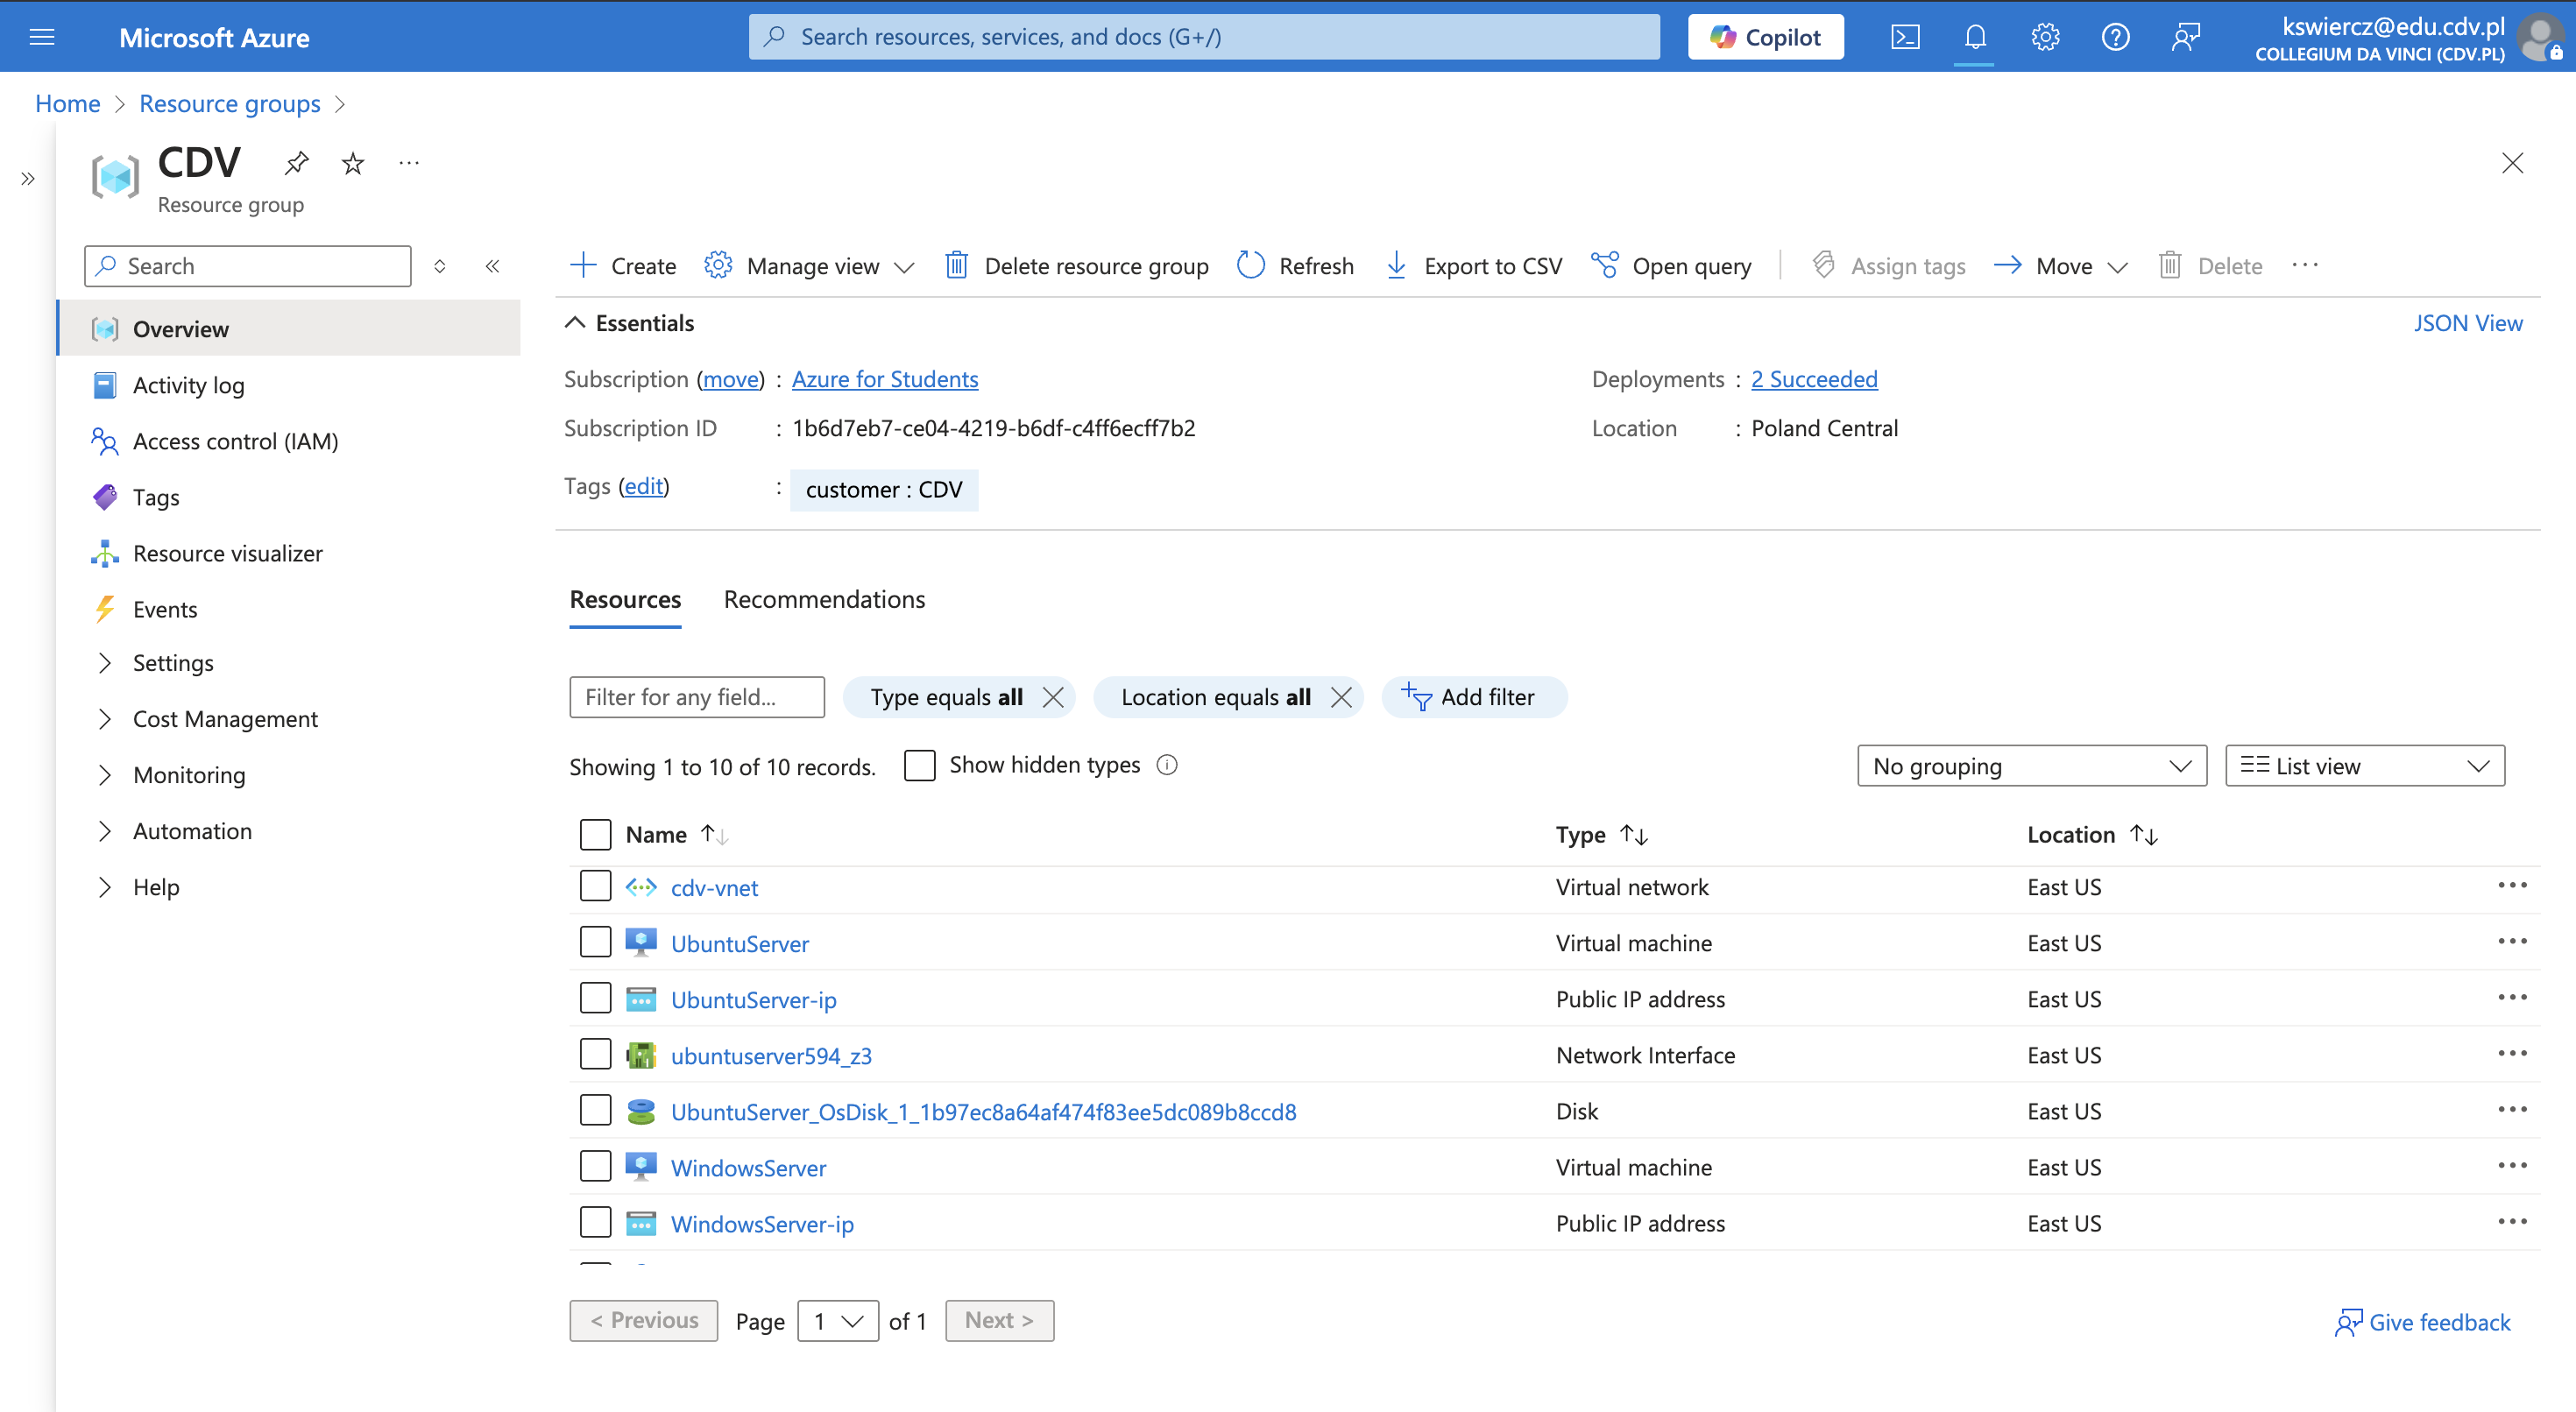 Microsoft Azure
Search resources, services, and docs (G+/)
Copilot
kswiercz@edu.cdv.pl
COLLEGIUM DA VINCI (CDV.PL)
Home > Resource groups >
CDV
Resource group
Search
Create
Manage view
Delete resource group
Refresh
Export to CSV
Open query
Assign tags
Move
Delete
Overview
Activity log
Access control (IAM)
Tags
Resource visualizer
Events
Settings
Cost Management
Monitoring
Automation
Help
Essentials
JSON View
Subscription (move) : Azure for Students
Subscription ID : 1b6d7eb7-ce04-4219-b6df-c4ff6ecff7b2
Tags (edit) : customer : CDV
Deployments : 2 Succeeded
Location : Poland Central
Resources Recommendations
Filter for any field...
Type equals all
Location equals all
Add filter
Showing 1 to 10 of 10 records.
Show hidden types
No grouping
List view
Name Type Location
cdv-vnet Virtual network East US
UbuntuServer Virtual machine East US
UbuntuServer-ip Public IP address East US
ubuntuserver594_z3 Network Interface East US
UbuntuServer_OsDisk_1_1b97ec8a64af474f83ee5dc089b8ccd8 Disk East US
WindowsServer Virtual machine East US
WindowsServer-ip Public IP address East US
< Previous Page 1 of 1 Next >
Give feedback